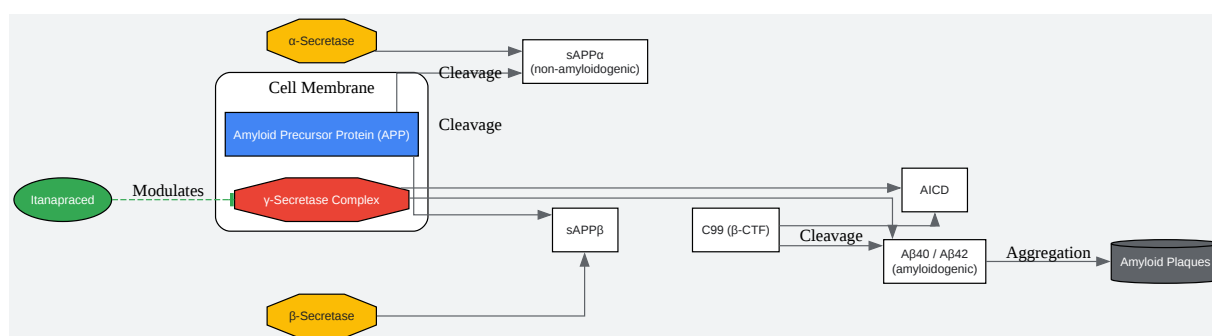 α-Secretase
sAPPα
(non-amyloidogenic)
Cleavage
Cell Membrane
Cleavage
Amyloid Precursor Protein (APP)
Itanapraced
Modulates
γ-Secretase Complex
AICD
sAPPβ
C99 (β-CTF)
Cleavage
Aβ40 / Aβ42
(amyloidogenic)
Aggregation
Amyloid Plaques
β-Secretase